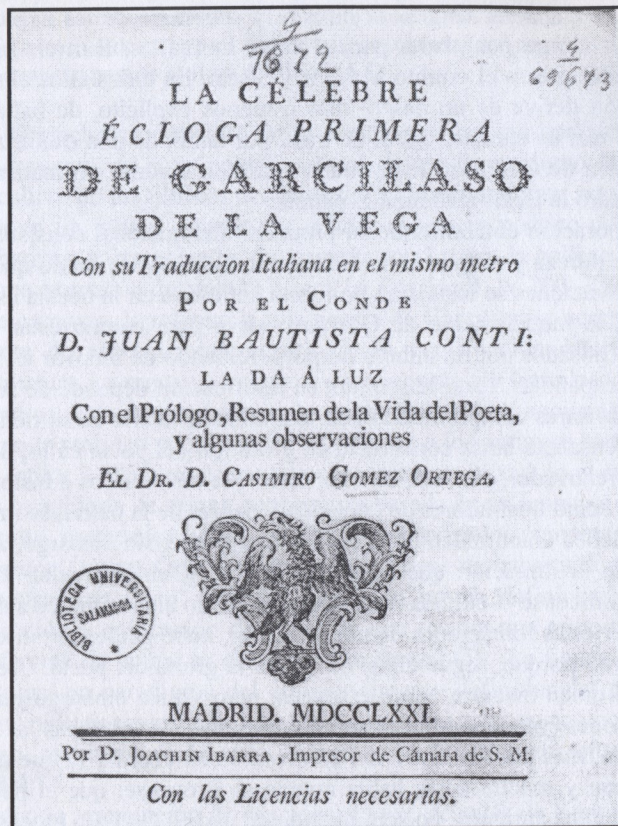 4
7672
4
69673
LA CÉLEBRE
ÉCLOGA PRIMERA
DE GARCILASO
DE LA VEGA
Con su Traduccion Italiana en el mismo metro
POR EL CONDE
D. JUAN BAUTISTA CONTI:
LA DA Á LUZ
Con el Prólogo, Resumen de la Vida del Poeta,
y algunas observaciones
EL DR. D. CASIMIRO GOMEZ ORTEGA.
BIBLIOTECA UNIVERSITARIA
SALAMANCA
MADRID. MDCCLXXI.
Por D. JOACHIN IBARRA, Impresor de Cámara de S. M.
Con las Licencias necesarias.